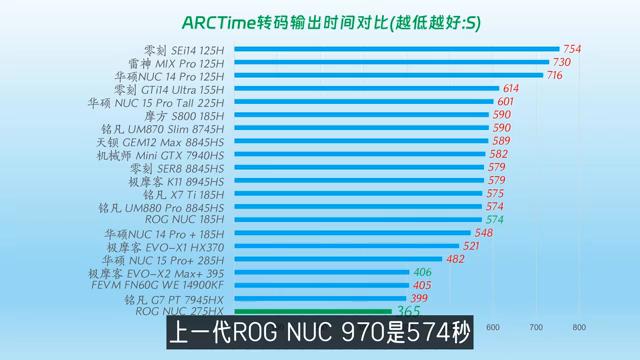 ARCTime转码输出时间对比(越低越好:S)
零刻 SEi14 125H 754
雷神 MIX Pro 125H 730
华硕NUC 14 Pro 125H 716
零刻 GTi14 Ultra 155H 614
华硕 NUC 15 Pro Tall 225H 601
摩方 S800 185H 590
铭凡 UM870 Slim 8745H 590
天钡 GEM12 Max 8845HS 589
机械师 Mini GTX 7940HS 582
零刻 SER8 8845HS 579
极摩客 K11 8945HS 579
铭凡 X7 Ti 185H 575
铭凡 UM880 Pro 8845HS 574
ROG NUC 185H 574
华硕NUC 14 Pro + 185H 548
极摩客 EVO-X1 HX370 521
华硕 NUC 15 Pro+ 285H 482
极摩客 EVO-X2 Max+ 395 406
FEVM FN60G WE 14900KF 405
铭凡 G7 PT 7945HX 399
ROG NUC 275HX 365
600 700 800
上一代ROG NUC 970是574秒